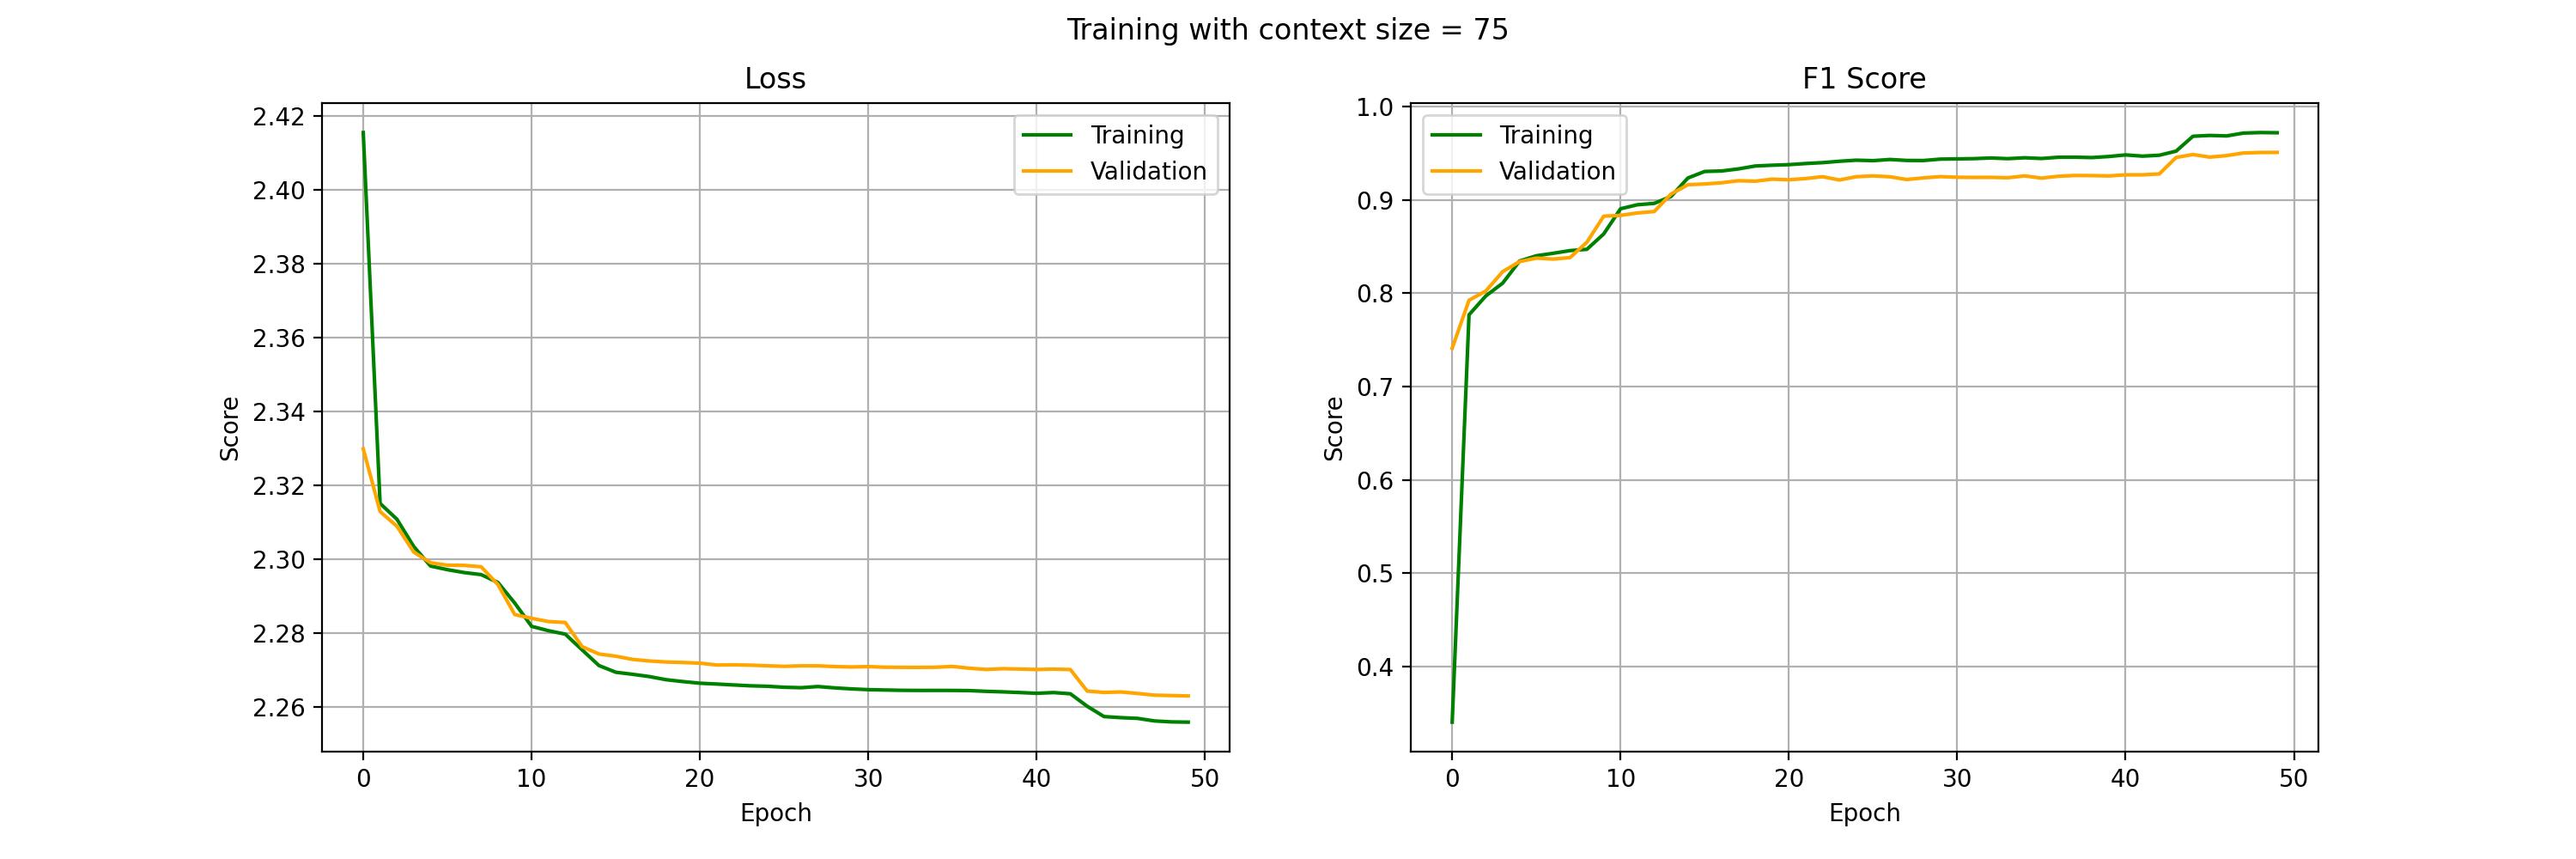 Training with context size = 75
Loss
2.42
2.40
2.38
2.36
2.34
2.32
2.30
2.28
2.26
Score
Training
Validation
0 10 20 30 40 50
Epoch
F1 Score
1.0
0.9
0.8
0.7
0.6
0.5
0.4
Score
Training
Validation
0 10 20 30 40 50
Epoch